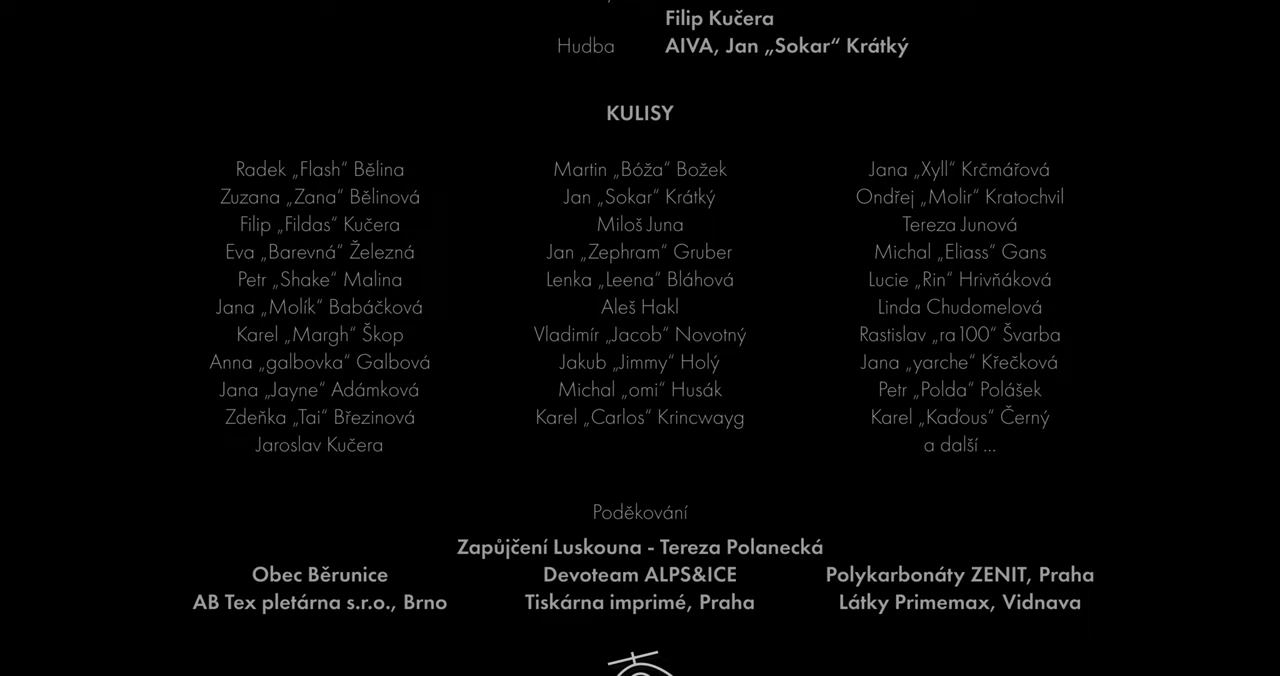 Filip Kučera
Hudba AIVA, Jan „Sokar“ Krátký
KULISY
Radek „Flash“ Bělina
Zuzana „Zana“ Bělinová
Filip „Fildas“ Kučera
Eva „Barevná“ Železná
Petr „Shake“ Malina
Jana „Molík“ Babáčková
Karel „Margh“ Škop
Anna „galbovka“ Galbová
Jana „Jayne“ Adámková
Zdeňka „Tai“ Březinová
Jaroslav Kučera
Martin „Bóža“ Božek
Jan „Sokar“ Krátký
Miloš Juna
Jan „Zephram“ Gruber
Lenka „Leena“ Bláhová
Aleš Hakl
Vladimír „Jacob“ Novotný
Jakub „Jimmy“ Holý
Michal „omi“ Husák
Karel „Carlos“ Krincwayg
Jana „Xyll“ Krčmářová
Ondřej „Molir“ Kratochvil
Tereza Junová
Michal „Eliass“ Gans
Lucie „Rin“ Hrivňáková
Linda Chudomelová
Rastislav „ra100“ Švarba
Jana „yarche“ Křečková
Petr „Polda“ Polášek
Karel „Kaďous“ Černý
a další ...
Poděkování
Zapůjčení Luskouna - Tereza Polanecká
Obec Běrunice
AB Tex pletárna s.r.o., Brno
Devoteam ALPS&ICE
Tiskárna imprimé, Praha
Polykarbonáty ZENIT, Praha
Látky Primemax, Vidnava